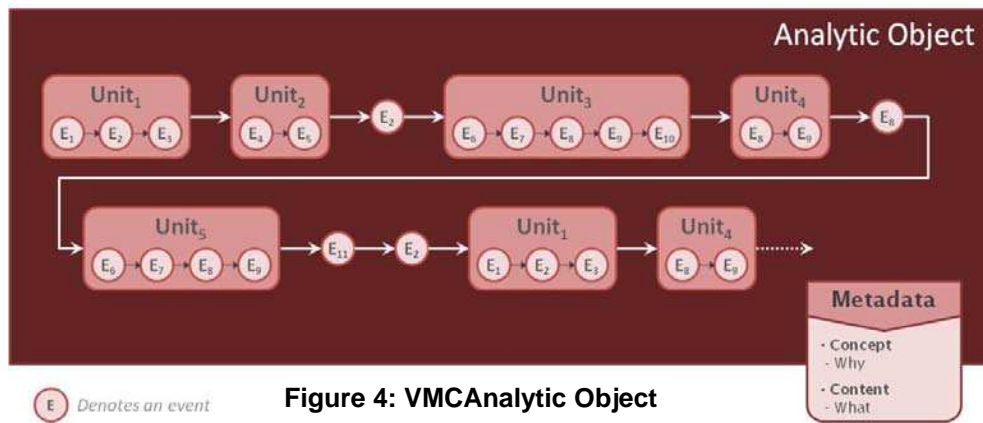 Analytic Object
Unit₁ Unit₂ Unit₃ Unit₄
E₁ E₂ E₃ E₄ E₅ E₂ E₆ E₇ E₈ E₉ E₁₀ E₈ E₉ E₈
Unit₅ Unit₁ Unit₄
E₆ E₇ E₈ E₉ E₁₁ E₂ E₁ E₂ E₃ E₈ E₉
Metadata
· Concept
- Why
· Content
- What
E Denotes an event
Figure 4: VMCAnalytic Object